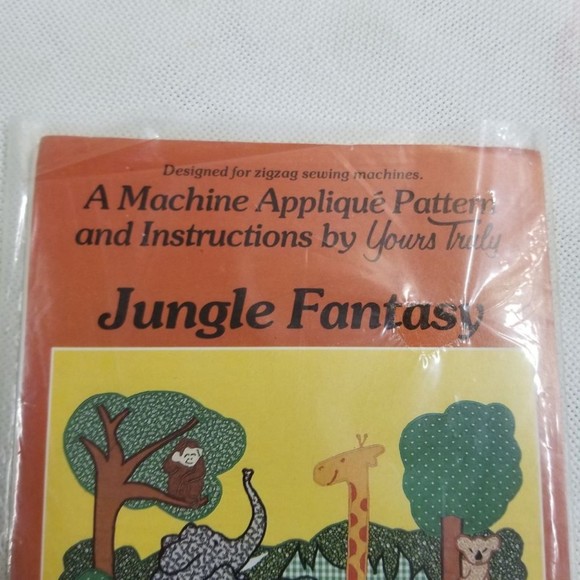 Designed for zigzag sewing machines.
A Machine Appliqué Pattern
and Instructions by Yours Truly
Jungle Fantasy